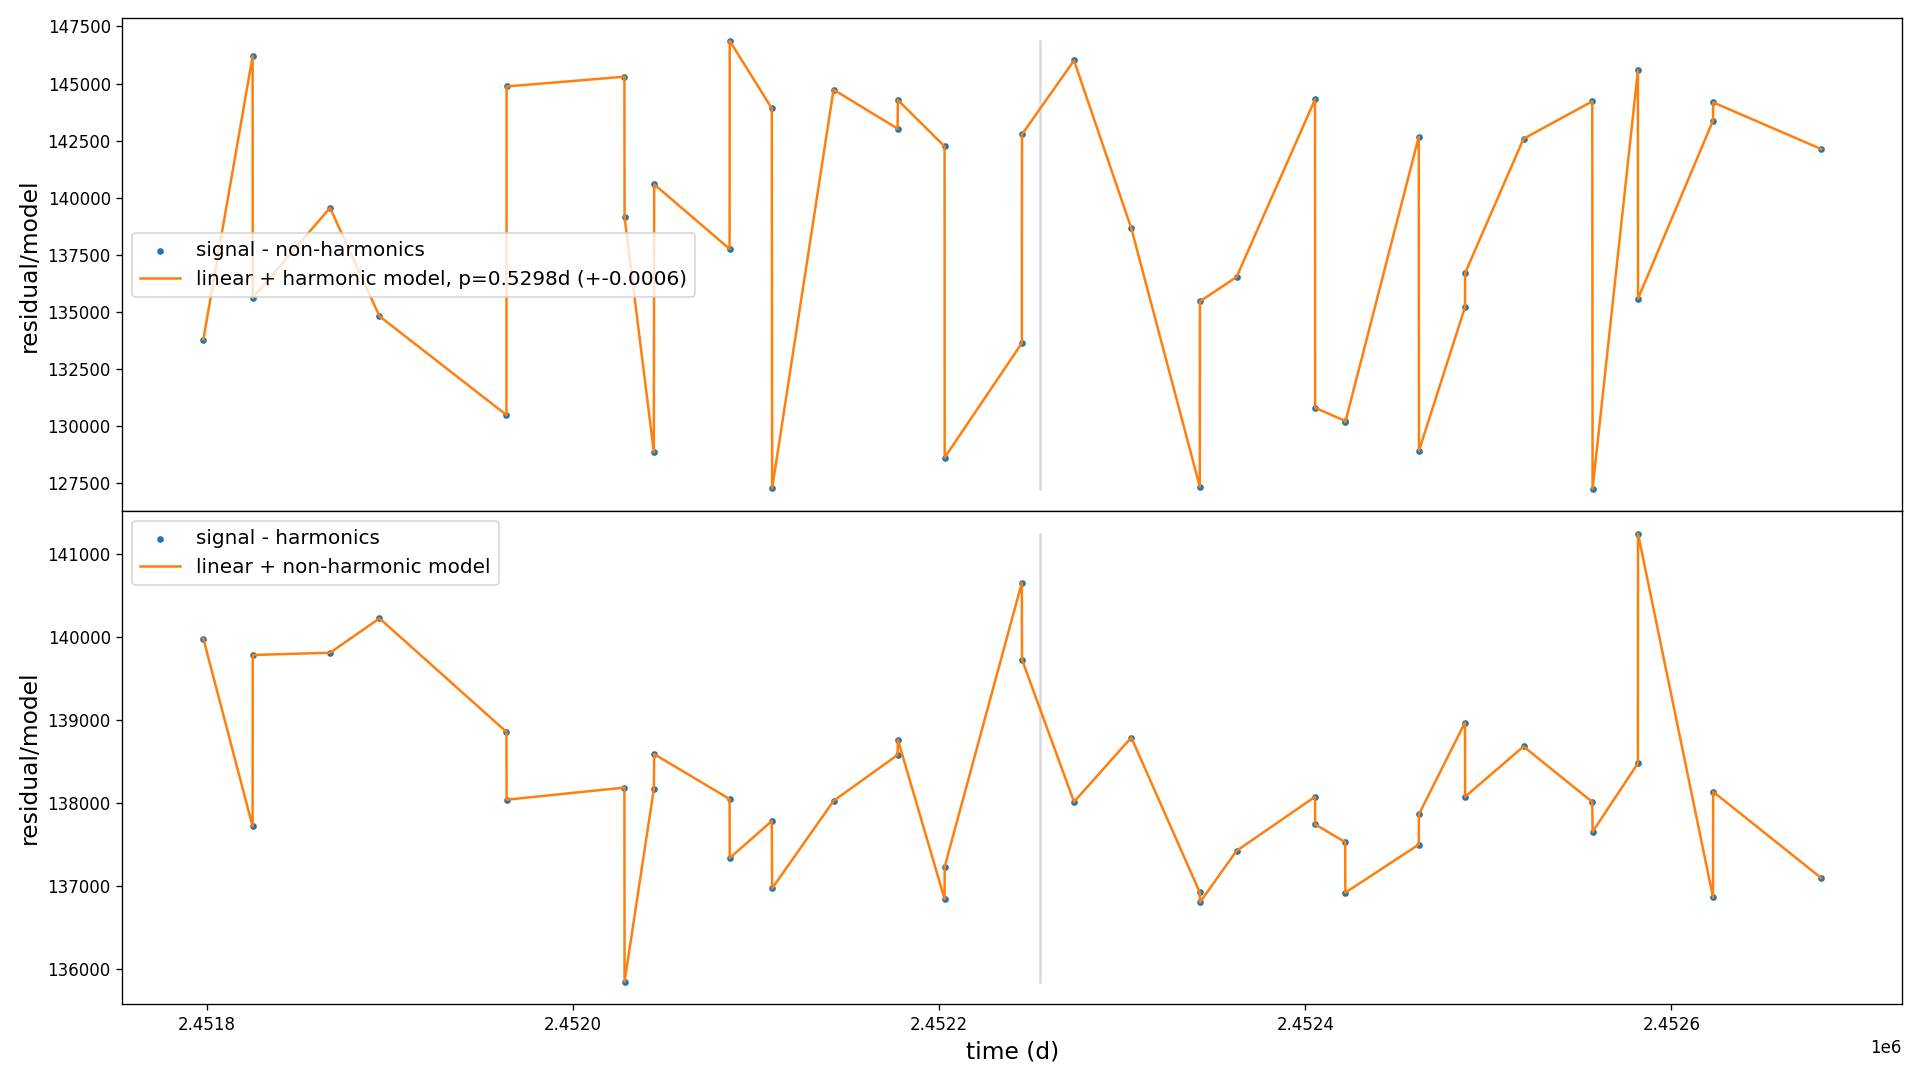 147500
145000
142500
140000
137500
135000
132500
130000
127500
residual/model
signal - non-harmonics
linear + harmonic model, p=0.5298d (+-0.0006)
141000
140000
139000
138000
137000
136000
residual/model
signal - harmonics
linear + non-harmonic model
2.4518 2.4520 2.4522 2.4524 2.4526
1e6
time (d)